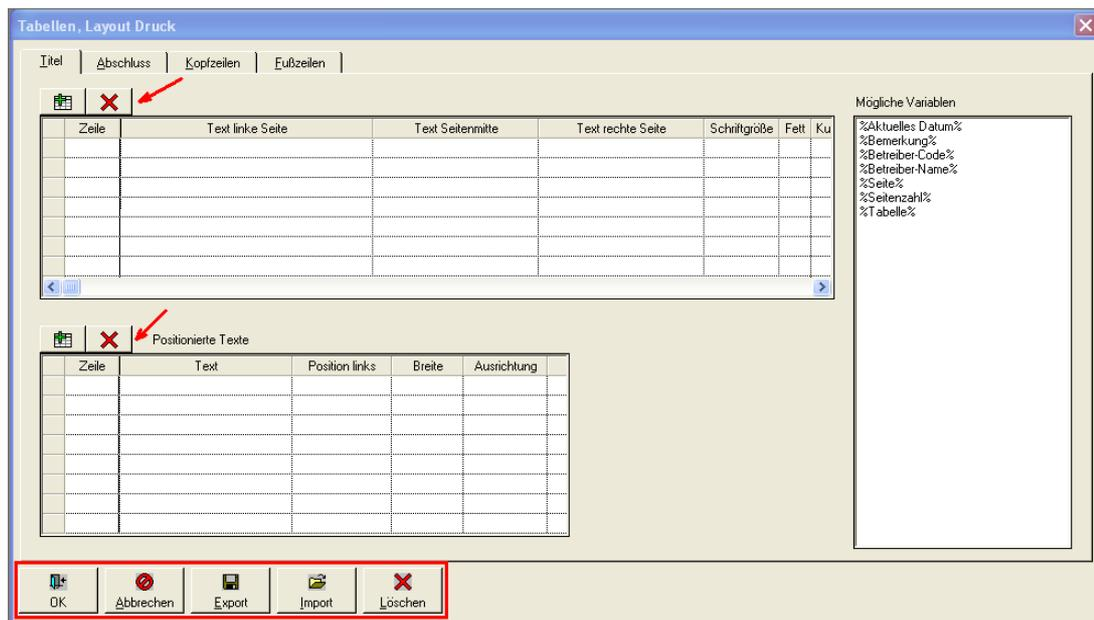 Tabellen, Layout Druck
Titel Abschluss Kopfzeilen Fußzeilen
Mögliche Variablen
Zeile Text linke Seite Text Seitenmitte Text rechte Seite Schriftgröße Fett Ku
%Aktuelles Datum%
%Bemerkung%
%Betreiber-Code%
%Betreiber-Name%
%Seite%
%Seitenzahl%
%Tabelle%
Positionierte Texte
Zeile Text Position links Breite Ausrichtung
OK Abbrechen Export Import Löschen